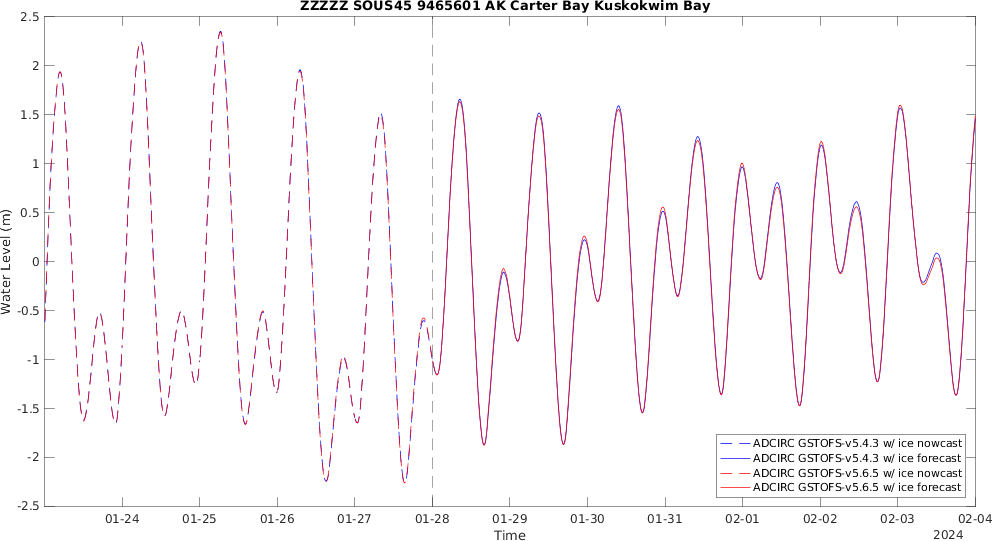 ZZZZZ SOUS45 9465601 AK Carter Bay Kuskokwim Bay
2.5
2
1.5
1
0.5
0
-0.5
-1
-1.5
-2
-2.5
Water Level (m)
ADCIRC GSTOFS-v5.4.3 w/ ice nowcast
ADCIRC GSTOFS-v5.4.3 w/ ice forecast
ADCIRC GSTOFS-v5.6.5 w/ ice nowcast
ADCIRC GSTOFS-v5.6.5 w/ ice forecast
01-24 01-25 01-26 01-27 01-28 01-29 01-30 01-31 02-01 02-02 02-03 02-04
Time
2024